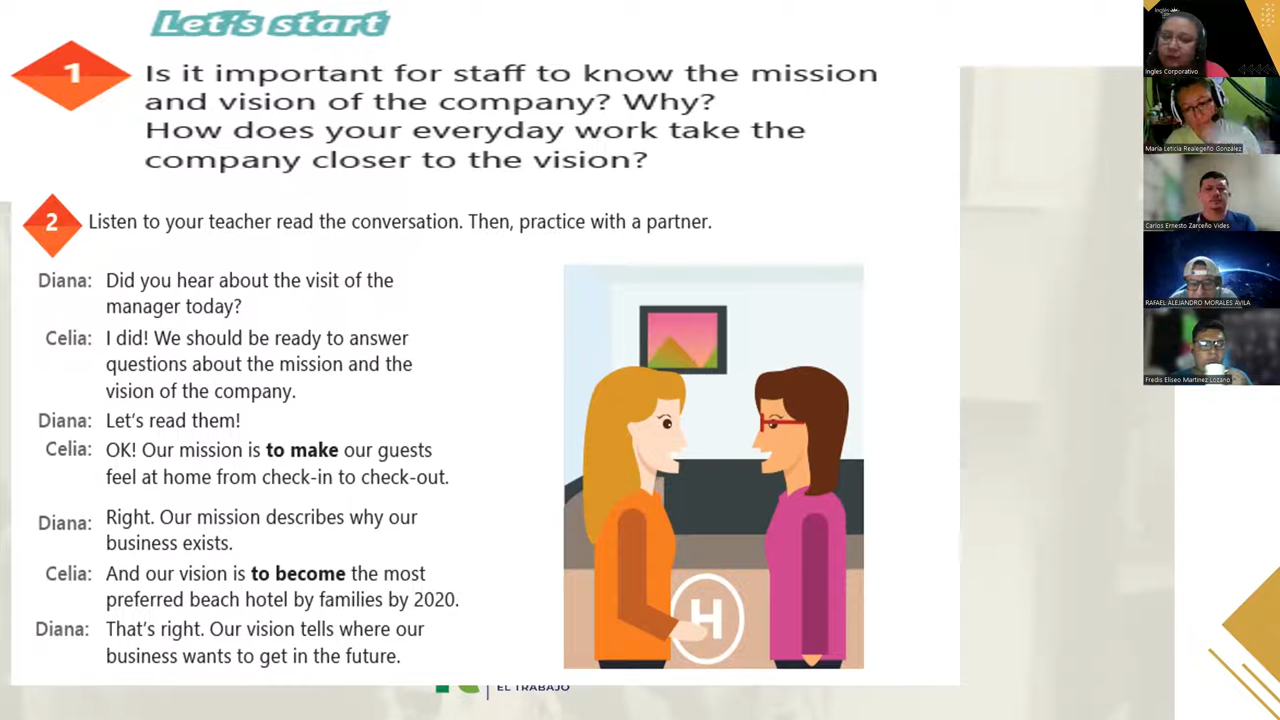 Let's start
1
Is it important for staff to know the mission
and vision of the company? Why?
How does your everyday work take the
company closer to the vision?
2
Listen to your teacher read the conversation. Then, practice with a partner.
Diana: Did you hear about the visit of the
manager today?
Celia: I did! We should be ready to answer
questions about the mission and the
vision of the company.
Diana: Let's read them!
Celia: OK! Our mission is to make our guests
feel at home from check-in to check-out.
Diana: Right. Our mission describes why our
business exists.
Celia: And our vision is to become the most
preferred beach hotel by families by 2020.
Diana: That's right. Our vision tells where our
business wants to get in the future.
H
EL TRABAJO
Inglés
Ingles Corporativo
María Leticia Realegeño González
Carlos Ernesto Zarceño Vides
RAFAEL ALEJANDRO MORALES AVILA
Fredis Eliseo Martinez Lozano